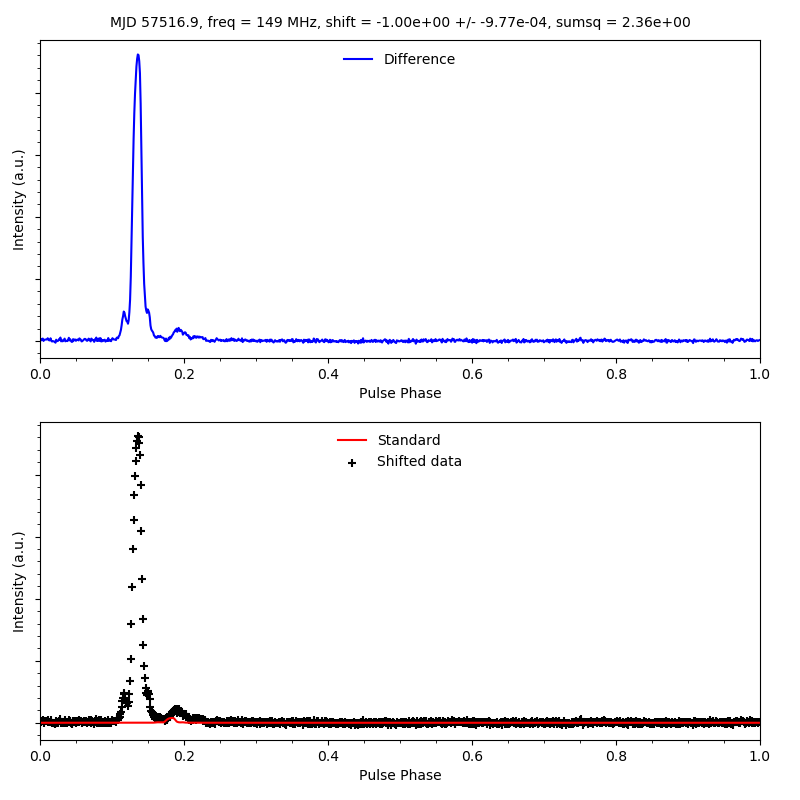 MJD 57516.9, freq = 149 MHz, shift = -1.00e+00 +/- -9.77e-04, sumsq = 2.36e+00
Difference
Intensity (a.u.)
0.0 0.2 0.4 0.6 0.8 1.0
Pulse Phase
Standard
Shifted data
Intensity (a.u.)
0.0 0.2 0.4 0.6 0.8 1.0
Pulse Phase